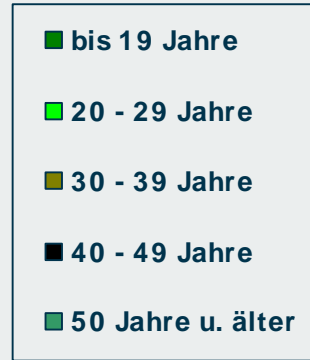 bis 19 Jahre
20 - 29 Jahre
30 - 39 Jahre
40 - 49 Jahre
50 Jahre u. älter